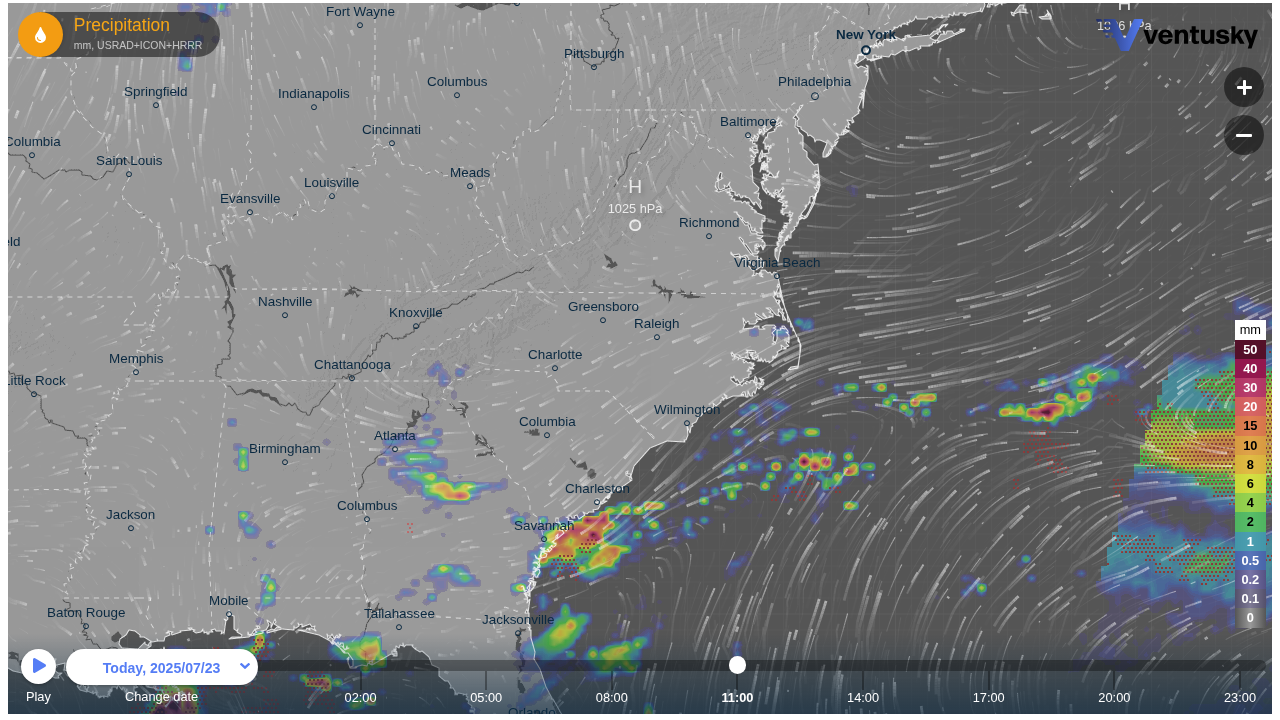 Precipitation
mm, USRAD+ICON+HRRR
Fort Wayne
H
hPa
ventusky
New York
Pittsburgh
Columbus
Philadelphia
Springfield
Indianapolis
+
Baltimore
Cincinnati
−
Columbia
Saint Louis
Meads
Louisville
H
1025 hPa
Evansville
Richmond
eld
Virginia Beach
Nashville
Knoxville
Greensboro
Raleigh
Memphis
Chattanooga
Charlotte
Little Rock
Wilmington
Columbia
Atlanta
Birmingham
Charleston
Columbus
Jackson
Savannah
Mobile
Baton Rouge
Tallahassee
Jacksonville
Orlando
mm
50
40
30
20
15
10
8
6
4
2
1
0.5
0.2
0.1
0
Today, 2025/07/23
Play
Change date
02:00
05:00
08:00
11:00
14:00
17:00
20:00
23:00